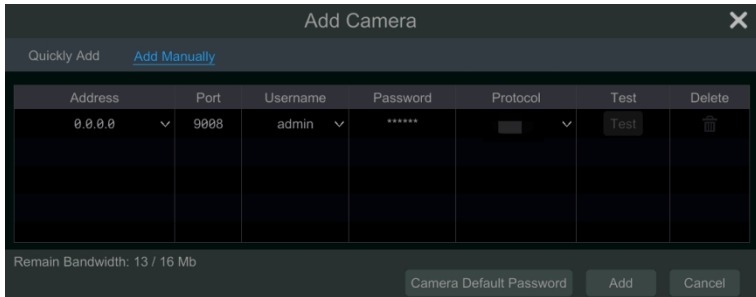 Add Camera
Quickly Add Add Manually
Address Port Username Password Protocol Test Delete
0.0.0.0 9008 admin ****** Test
Remain Bandwidth: 13 / 16 Mb
Camera Default Password Add Cancel